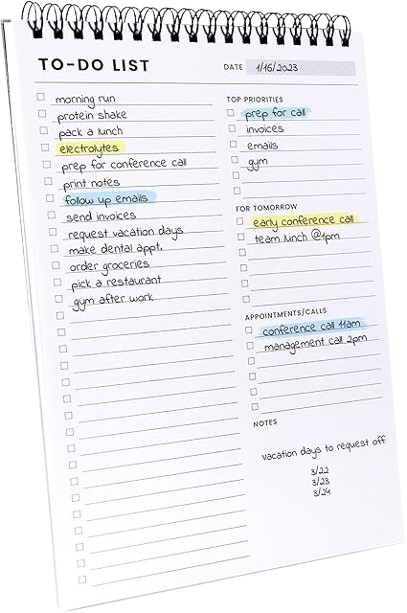 TO-DO LIST
DATE 1/16/2023
morning run
protein shake
pack a lunch
electrolytes
prep for conference call
print notes
follow up emails
send invoices
request vacation days
make dental appt.
order groceries
pick a restaurant
gym after work
TOP PRIORITIES
prep for call
invoices
emails
gym
FOR TOMORROW
early conference call
team lunch @1pm
APPOINTMENTS/CALLS
conference call 11am
management call 2pm
NOTES
vacation days to request off
3/22
3/23
3/24